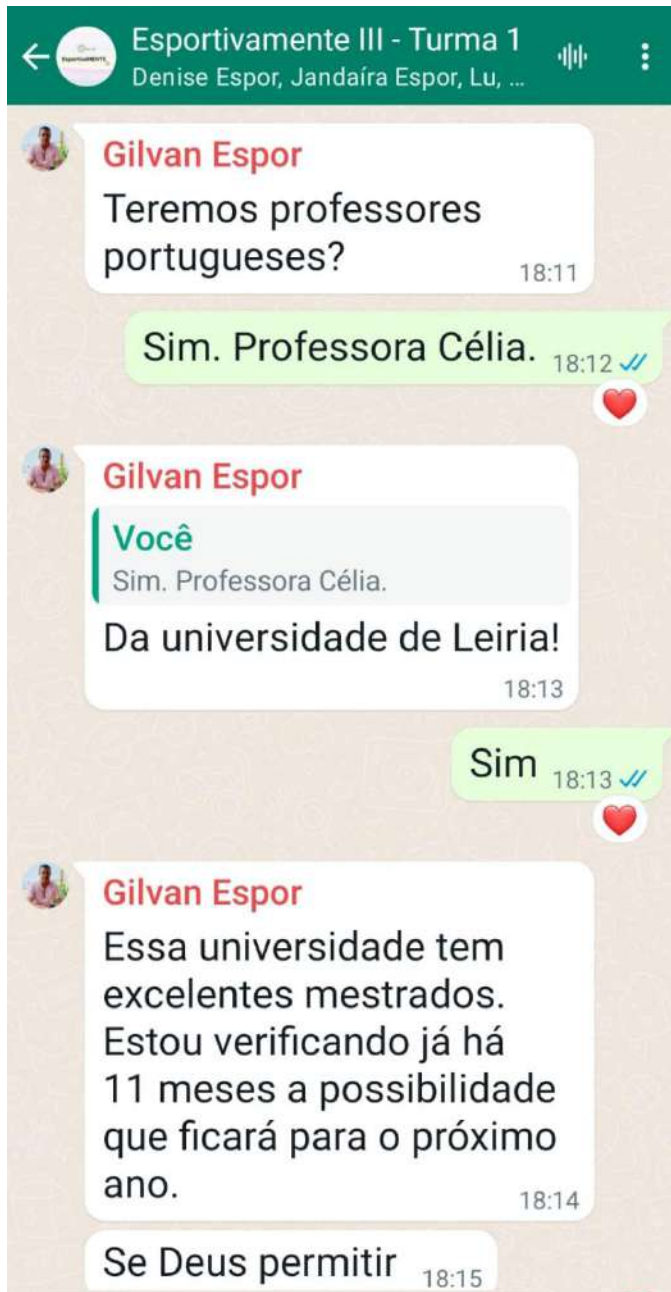 Esportivamente III - Turma 1
Denise Espor, Jandaíra Espor, Lu, ...
Gilvan Espor
Teremos professores
portugueses?
18:11
Sim. Professora Célia. 18:12
Gilvan Espor
Você
Sim. Professora Célia.
Da universidade de Leiria!
18:13
Sim 18:13
Gilvan Espor
Essa universidade tem
excelentes mestrados.
Estou verificando já há
11 meses a possibilidade
que ficará para o próximo
ano.
18:14
Se Deus permitir 18:15